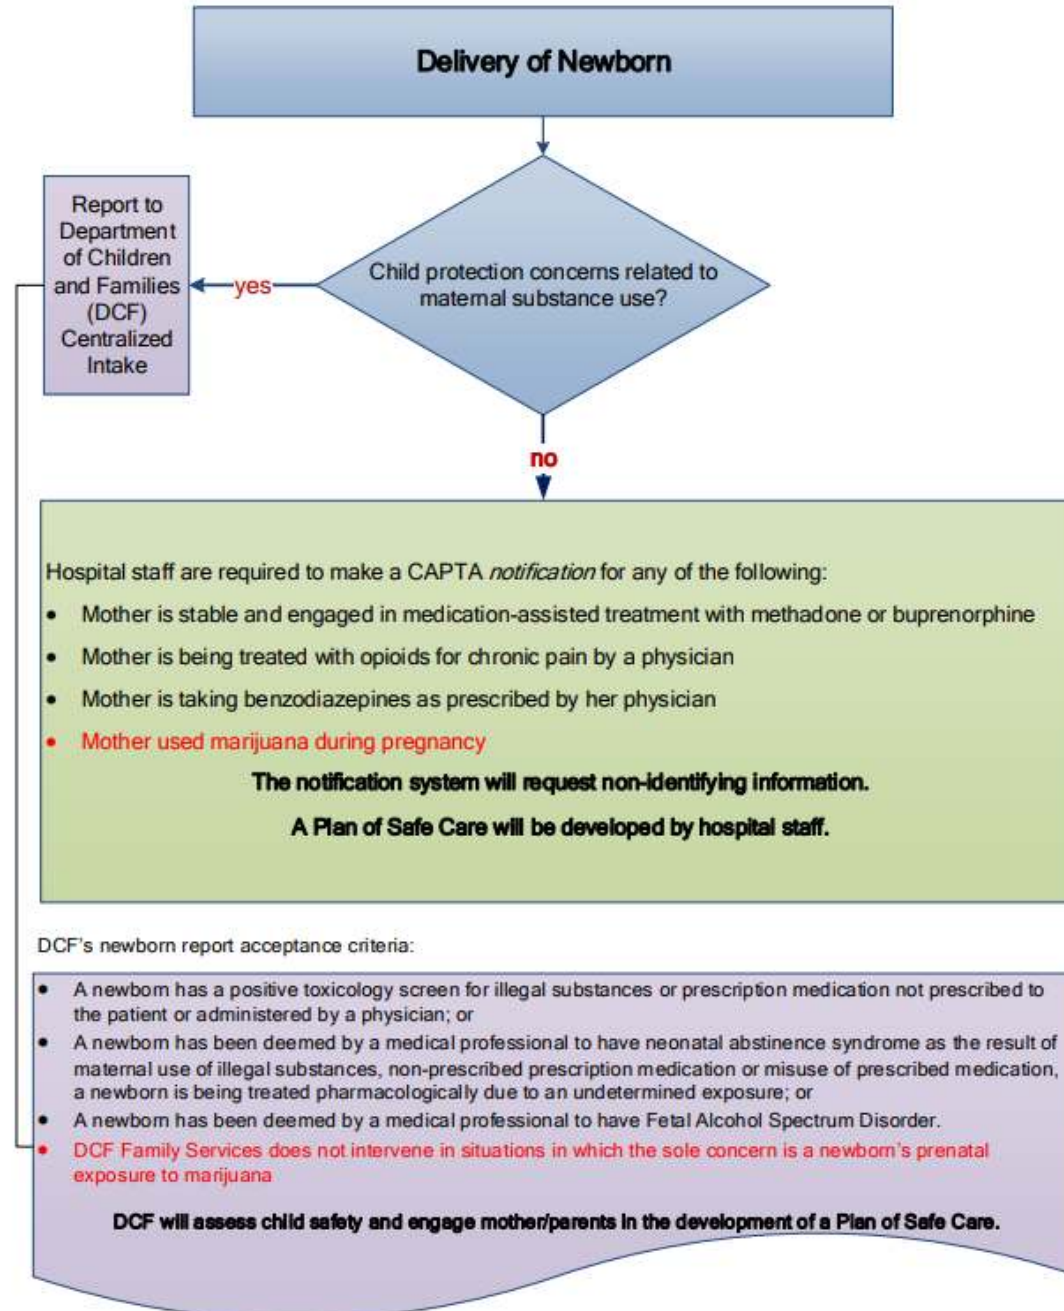 Delivery of Newborn
Report to
Department
of Children
and Families
(DCF)
Centralized
Intake
yes
Child protection concerns related to
maternal substance use?
no
Hospital staff are required to make a CAPTA notification for any of the following:
• Mother is stable and engaged in medication-assisted treatment with methadone or buprenorphine
• Mother is being treated with opioids for chronic pain by a physician
• Mother is taking benzodiazepines as prescribed by her physician
• Mother used marijuana during pregnancy
The notification system will request non-identifying information.
A Plan of Safe Care will be developed by hospital staff.
DCF's newborn report acceptance criteria:
• A newborn has a positive toxicology screen for illegal substances or prescription medication not prescribed to
the patient or administered by a physician; or
• A newborn has been deemed by a medical professional to have neonatal abstinence syndrome as the result of
maternal use of illegal substances, non-prescribed prescription medication or misuse of prescribed medication,
a newborn is being treated pharmacologically due to an undetermined exposure; or
• A newborn has been deemed by a medical professional to have Fetal Alcohol Spectrum Disorder.
• DCF Family Services does not intervene in situations in which the sole concern is a newborn's prenatal
exposure to marijuana
DCF will assess child safety and engage mother/parents in the development of a Plan of Safe Care.